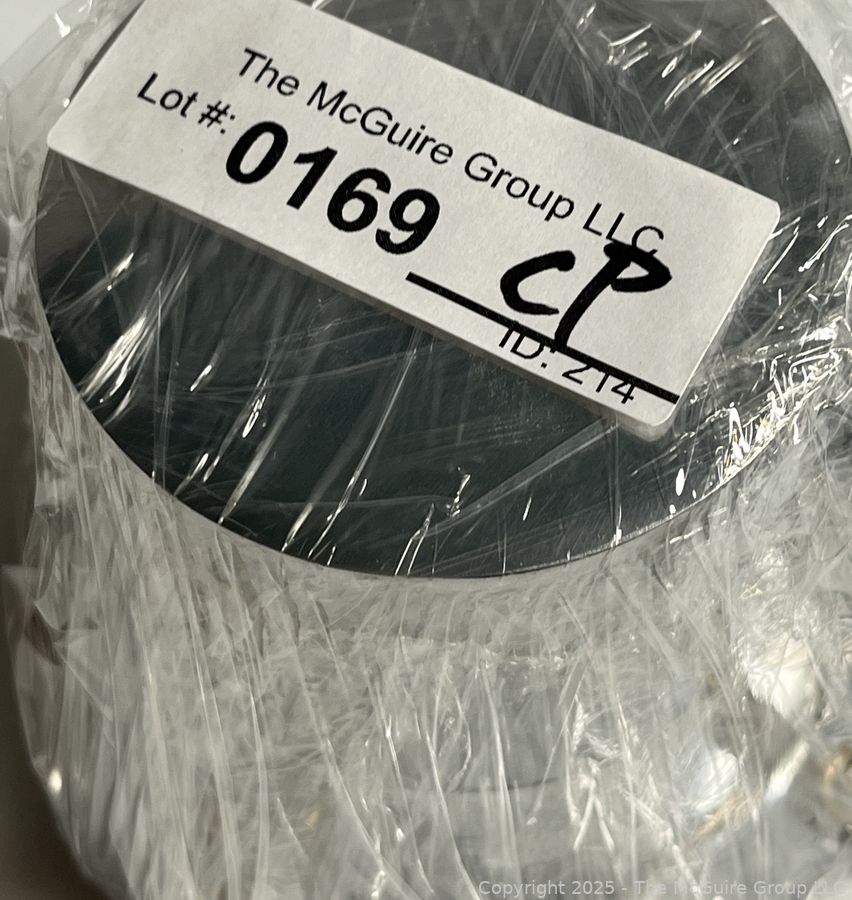 The McGuire Group LLC
Lot #: 0169
CP
ID: 214
Copyright 2025 - The McGuire Group LLC